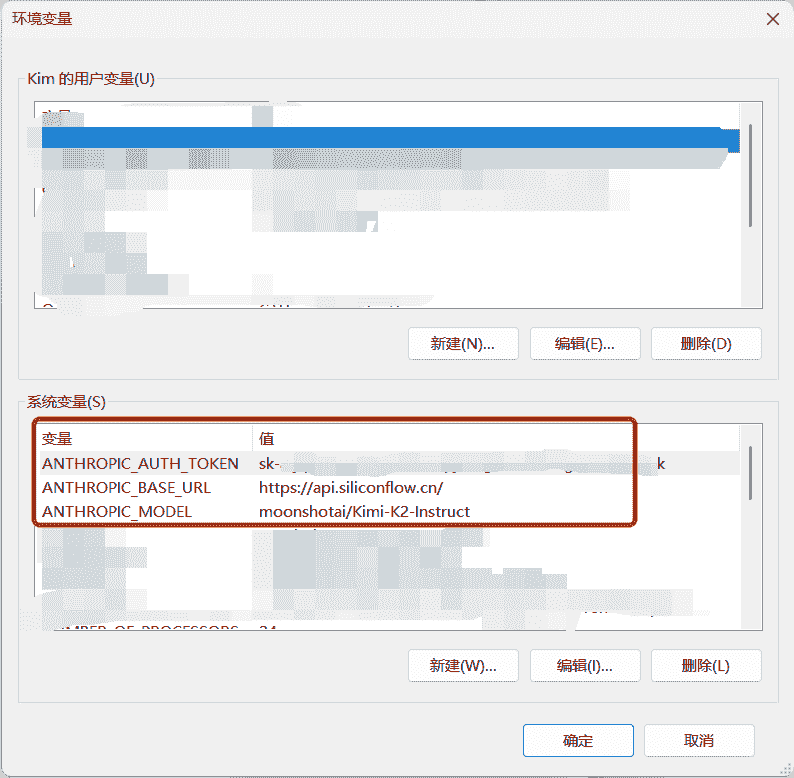 环境变量
Kim 的用户变量(U)
新建(N)... 编辑(E)... 删除(D)
系统变量(S)
变量 值
ANTHROPIC_AUTH_TOKEN sk- k
ANTHROPIC_BASE_URL https://api.siliconflow.cn/
ANTHROPIC_MODEL moonshotai/Kimi-K2-Instruct
新建(W)... 编辑(I)... 删除(L)
确定 取消